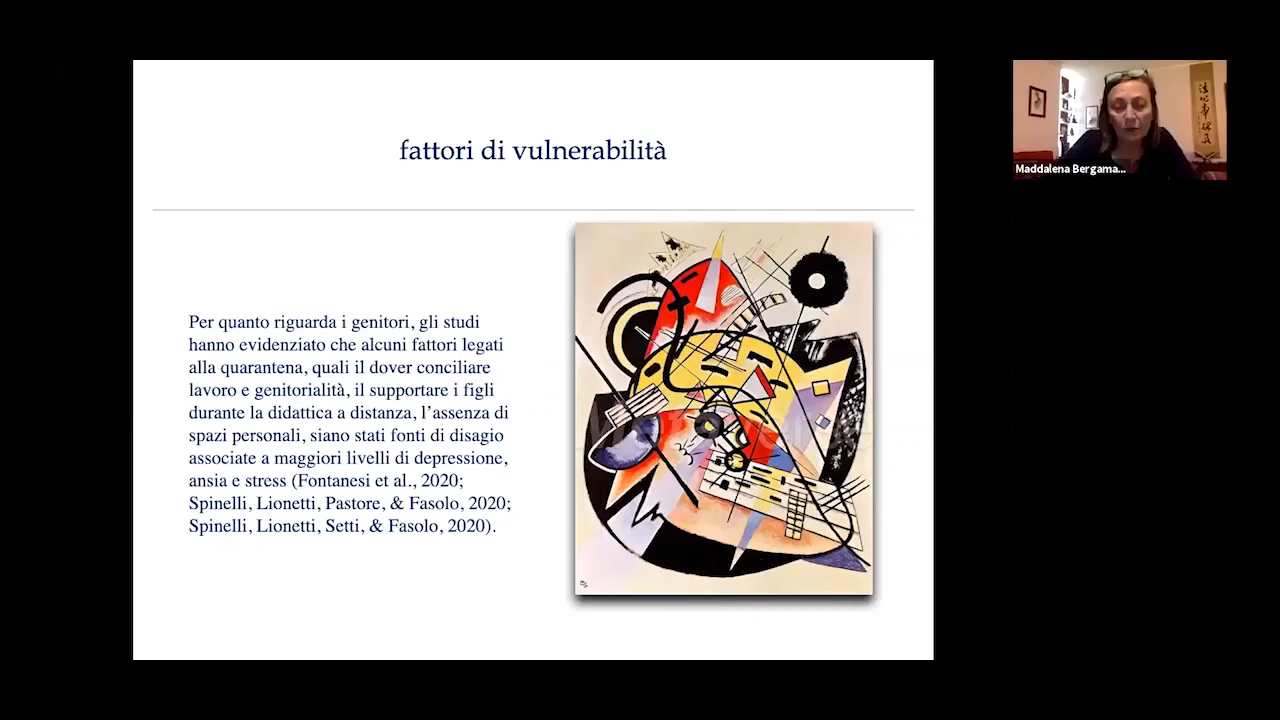 fattori di vulnerabilità
Per quanto riguarda i genitori, gli studi
hanno evidenziato che alcuni fattori legati
alla quarantena, quali il dover conciliare
lavoro e genitorialità, il supportare i figli
durante la didattica a distanza, l’assenza di
spazi personali, siano stati fonti di disagio
associate a maggiori livelli di depressione,
ansia e stress (Fontanesi et al., 2020;
Spinelli, Lionetti, Pastore, & Fasolo, 2020;
Spinelli, Lionetti, Setti, & Fasolo, 2020).
Maddalena Bergama...